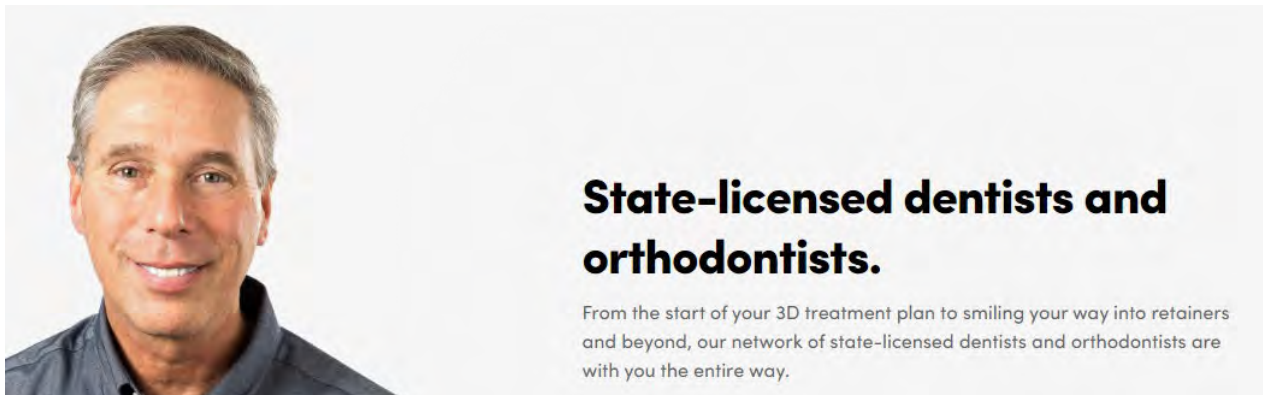 State-licensed dentists and
orthodontists.
From the start of your 3D treatment plan to smiling your way into retainers
and beyond, our network of state-licensed dentists and orthodontists are
with you the entire way.